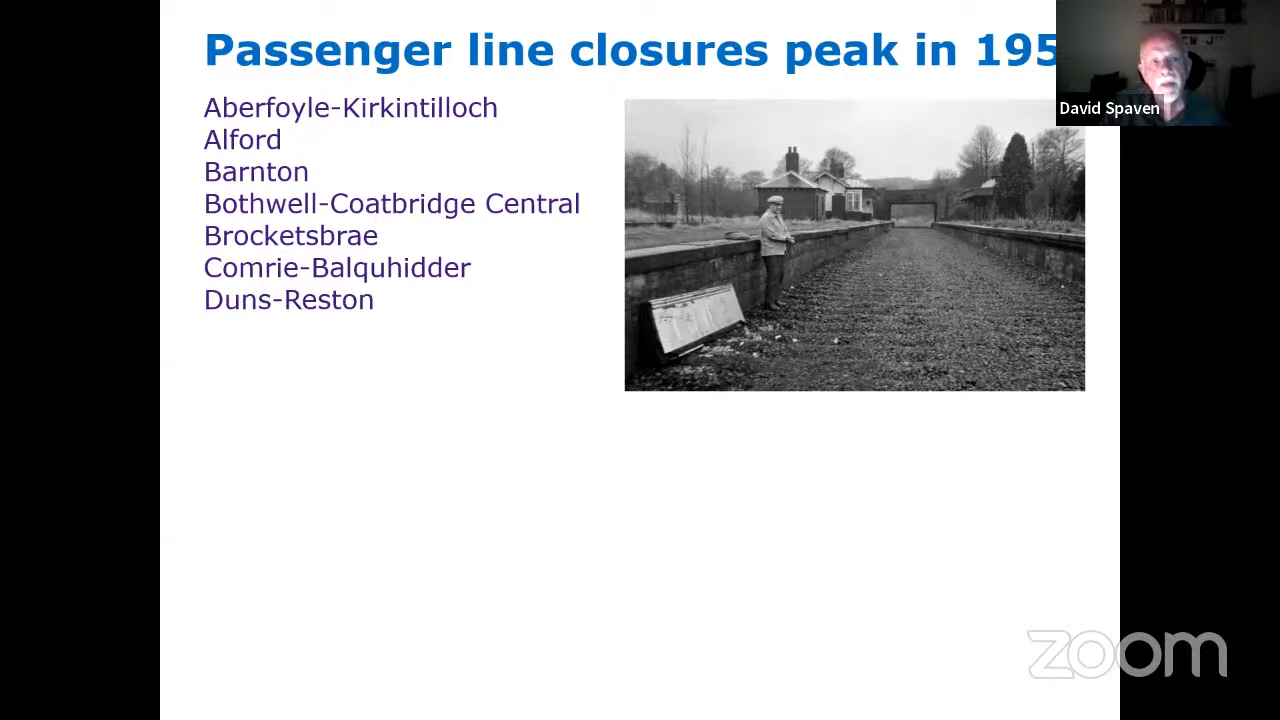 Passenger line closures peak in 195
David Spaven
Aberfoyle-Kirkintilloch
Alford
Barnton
Bothwell-Coatbridge Central
Brocketsbrae
Comrie-Balquhidder
Duns-Reston
zoom